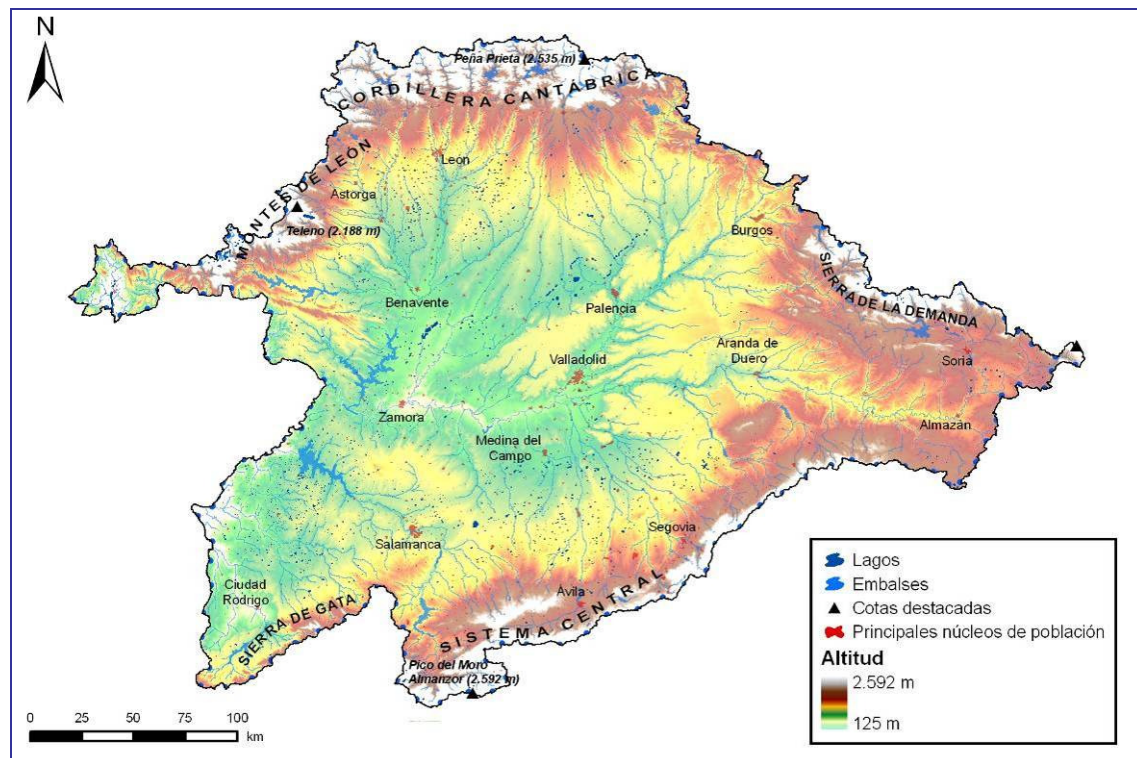 N
Peña Prieta (2.535 m)
CORDILLERA CANTÁBRICA
MONTES DE LEÓN
León
Astorga
Teleno (2.188 m)
Burgos
SIERRA DE LA DEMANDA
Benavente
Palencia
Valladolid
Aranda de
Duero
Soria
Zamora
Almazán
Medina del
Campo
Salamanca
Segovia
Ciudad
Rodrigo
SIERRA DE GATA
Ávila
SISTEMA CENTRAL
Pico del Moro
Almanzor (2.592 m)
0 25 50 75 100
km
Lagos
Embalses
Cotas destacadas
Principales núcleos de población
Altitud
2.592 m
125 m